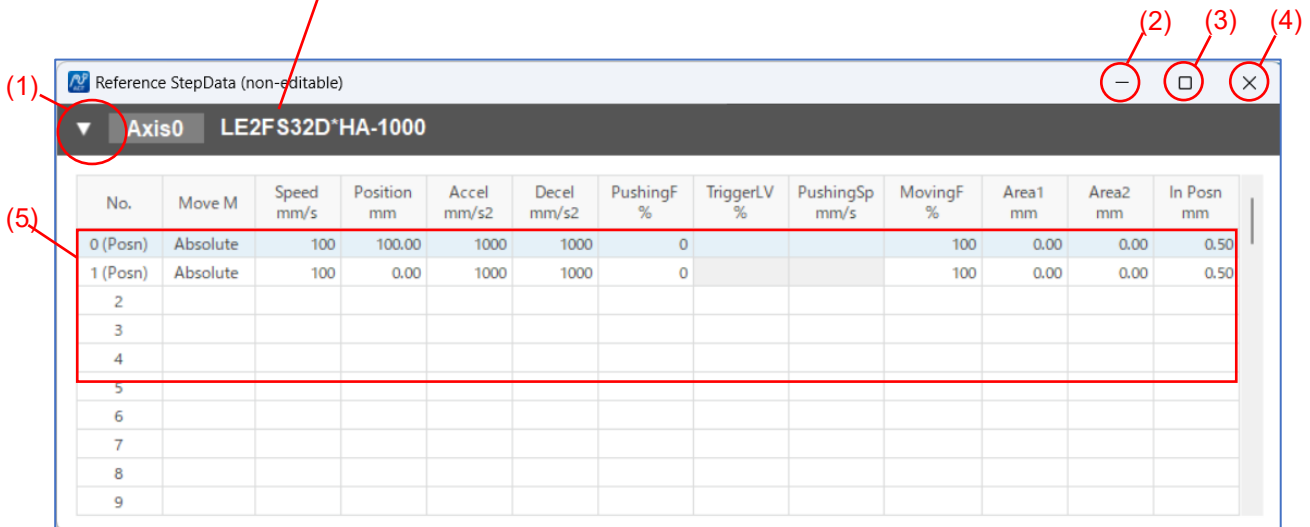 (2) (3) (4)
(1)
Reference StepData (non-editable)
Axis0 LE2FS32D*HA-1000
No. Move M Speed mm/s Position mm Accel mm/s2 Decel mm/s2 PushingF % TriggerLV % PushingSp mm/s MovingF % Area1 mm Area2 mm In Posn mm
(5)
0 (Posn) Absolute 100 100.00 1000 1000 0 100 0.00 0.00 0.50
1 (Posn) Absolute 100 0.00 1000 1000 0 100 0.00 0.00 0.50
2
3
4
5
6
7
8
9